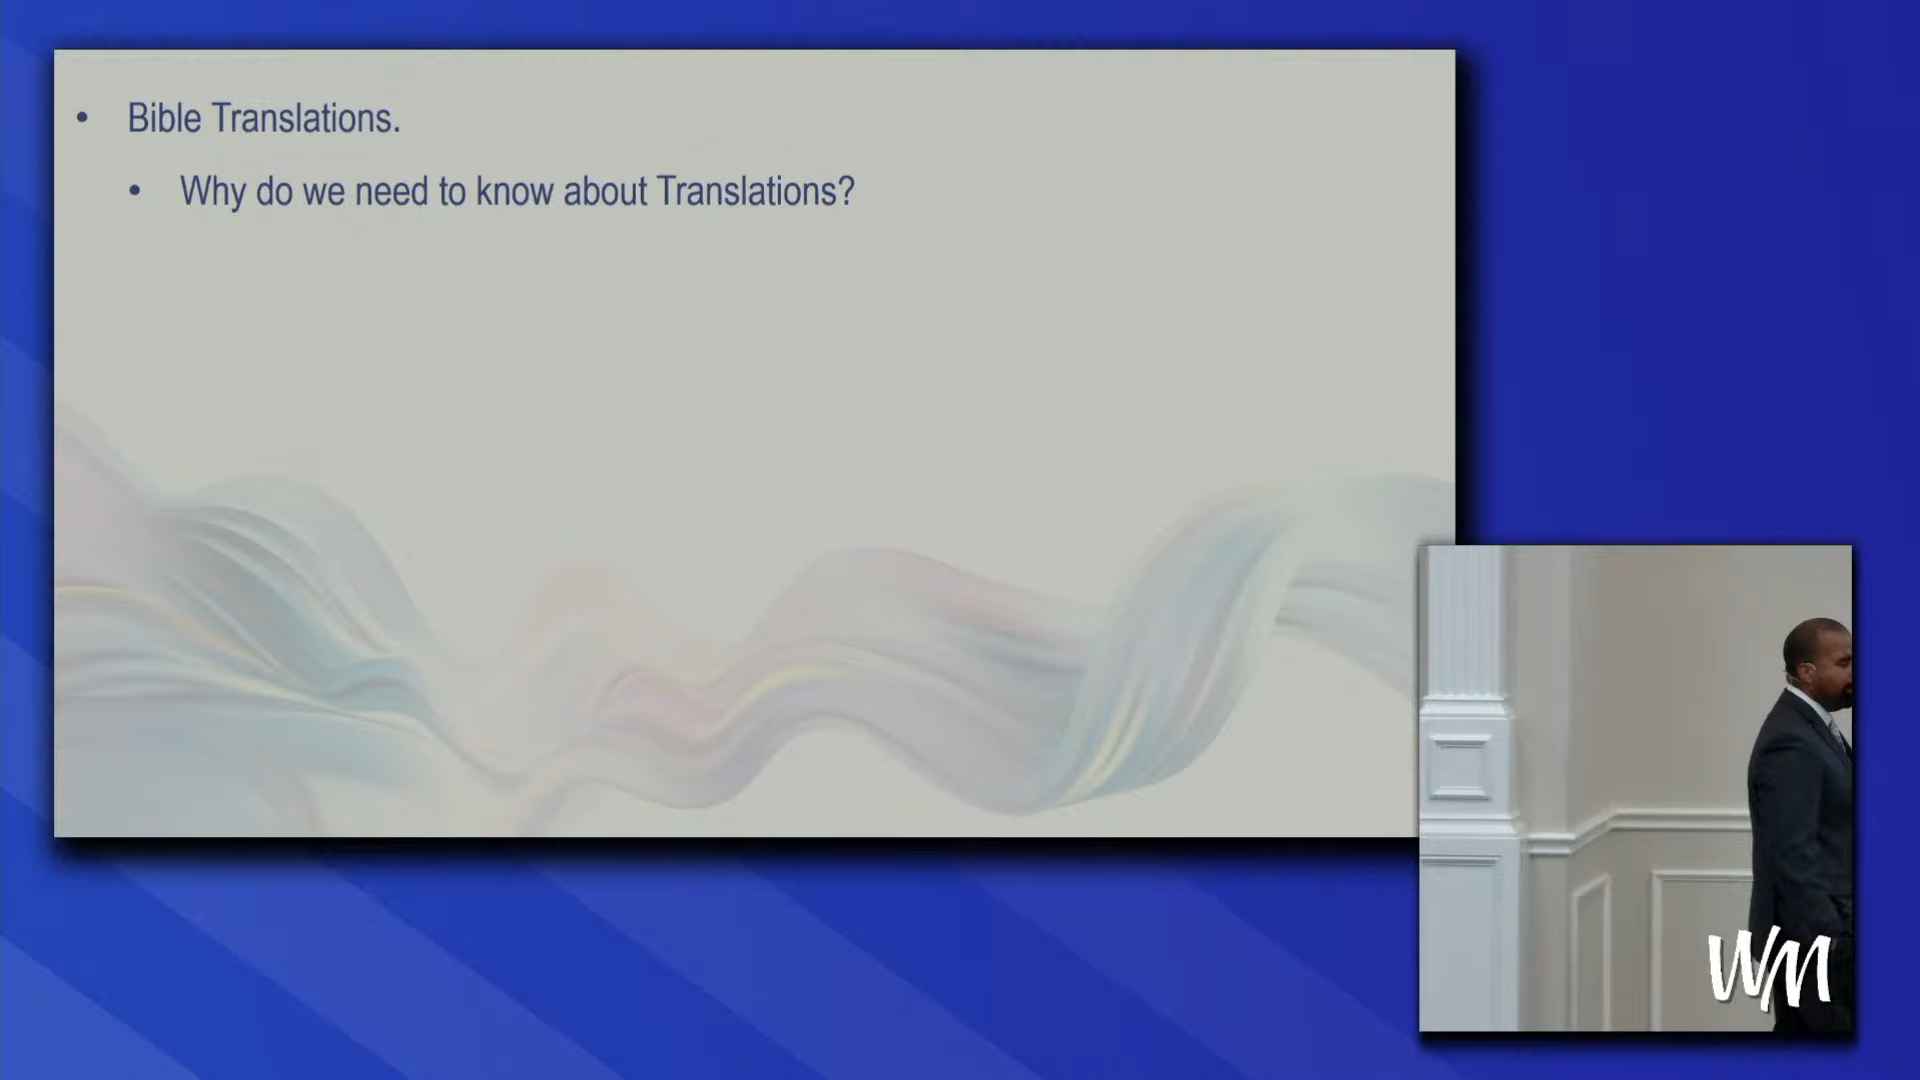 • Bible Translations.
• Why do we need to know about Translations?
WM